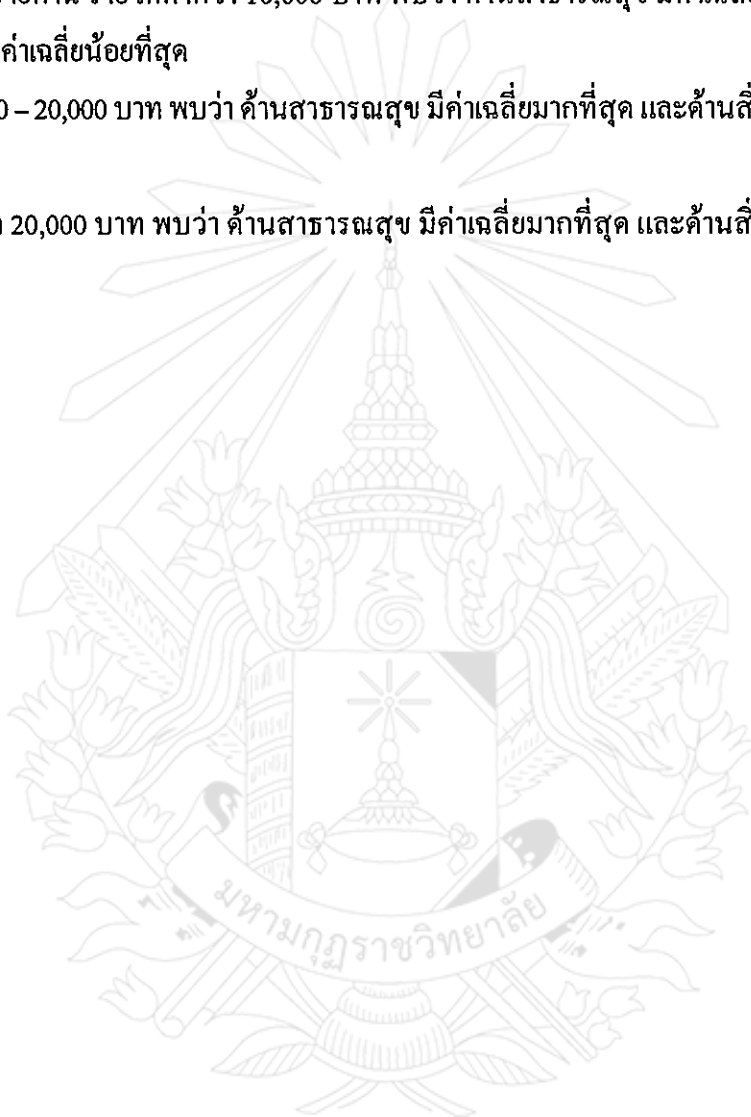 ค่าเฉลี่ยน้อยที่สุด
0 – 20,000 บาท พบว่า ด้านสาธารณสุข มีค่าเฉลี่ยมากที่สุด และด้านสิ่
20,000 บาท พบว่า ด้านสาธารณสุข มีค่าเฉลี่ยมากที่สุด และด้านสิ่
มหามกุฏราชวิทยาลัย